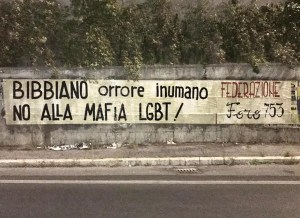 BIBBIANO orrore inumano
NO ALLA MAFIA LGBT!
FEDERAZIONE
Foro 753